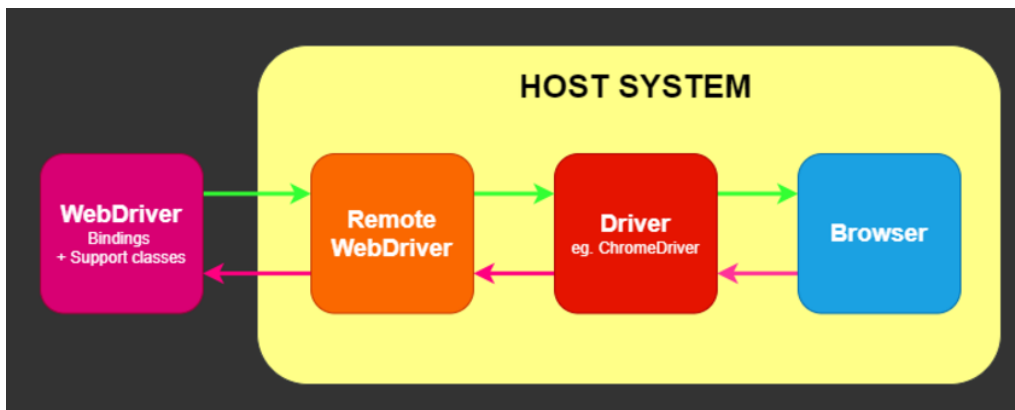 HOST SYSTEM
WebDriver
Bindings
+ Support classes
Remote
WebDriver
Driver
eg. ChromeDriver
Browser